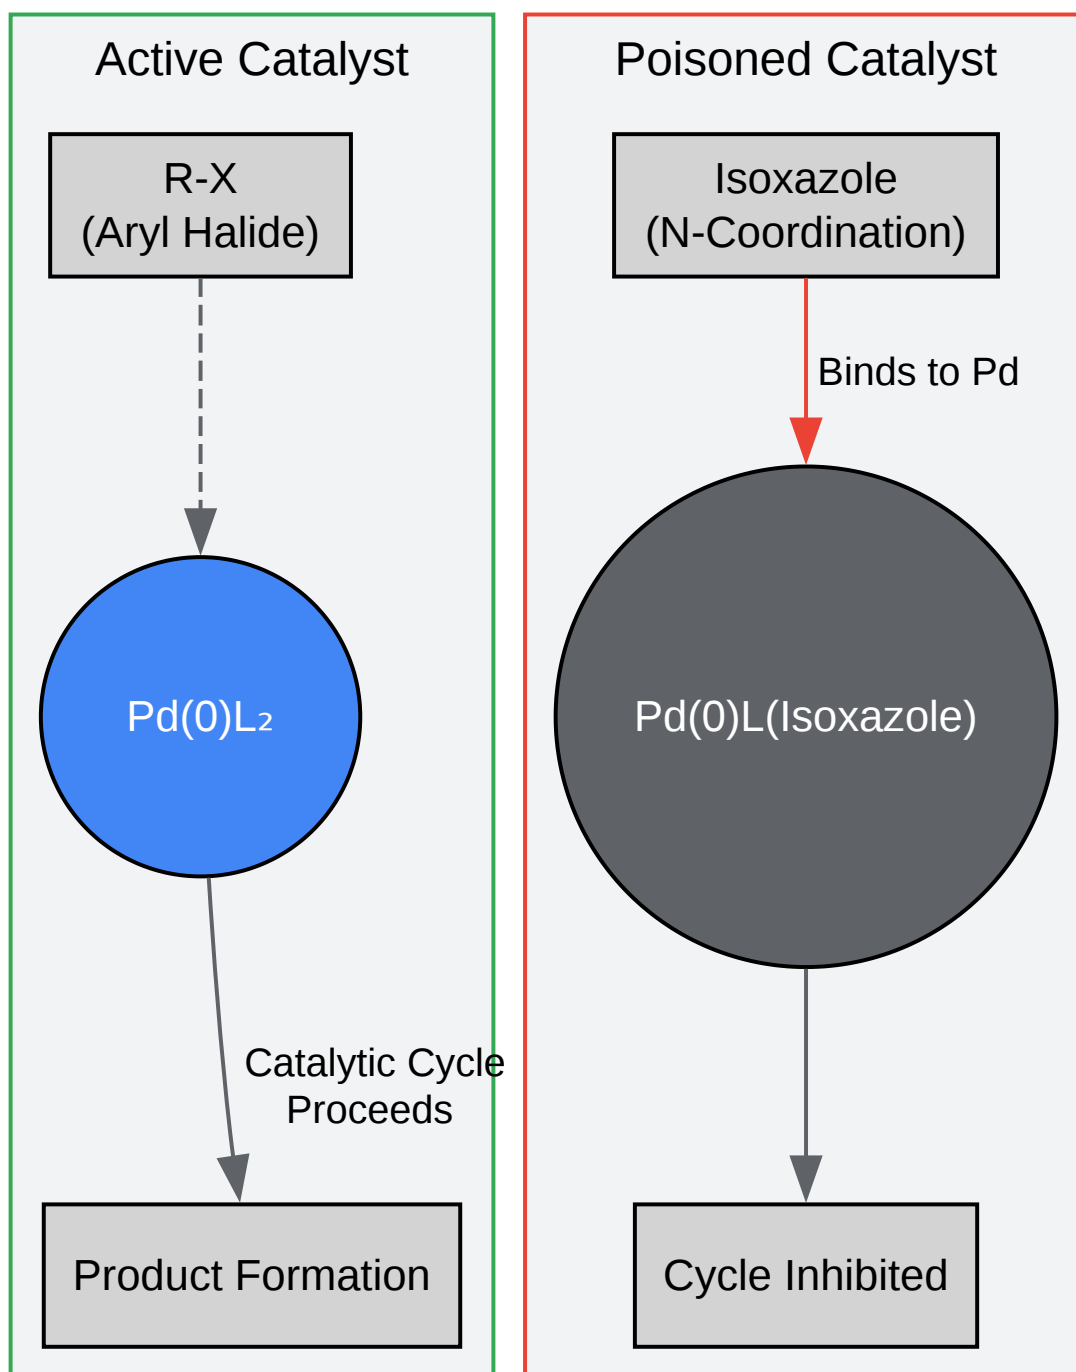 Active Catalyst
R-X
(Aryl Halide)
Pd(0)L₂
Catalytic Cycle
Proceeds
Product Formation
Poisoned Catalyst
Isoxazole
(N-Coordination)
Binds to Pd
Pd(0)L(Isoxazole)
Cycle Inhibited